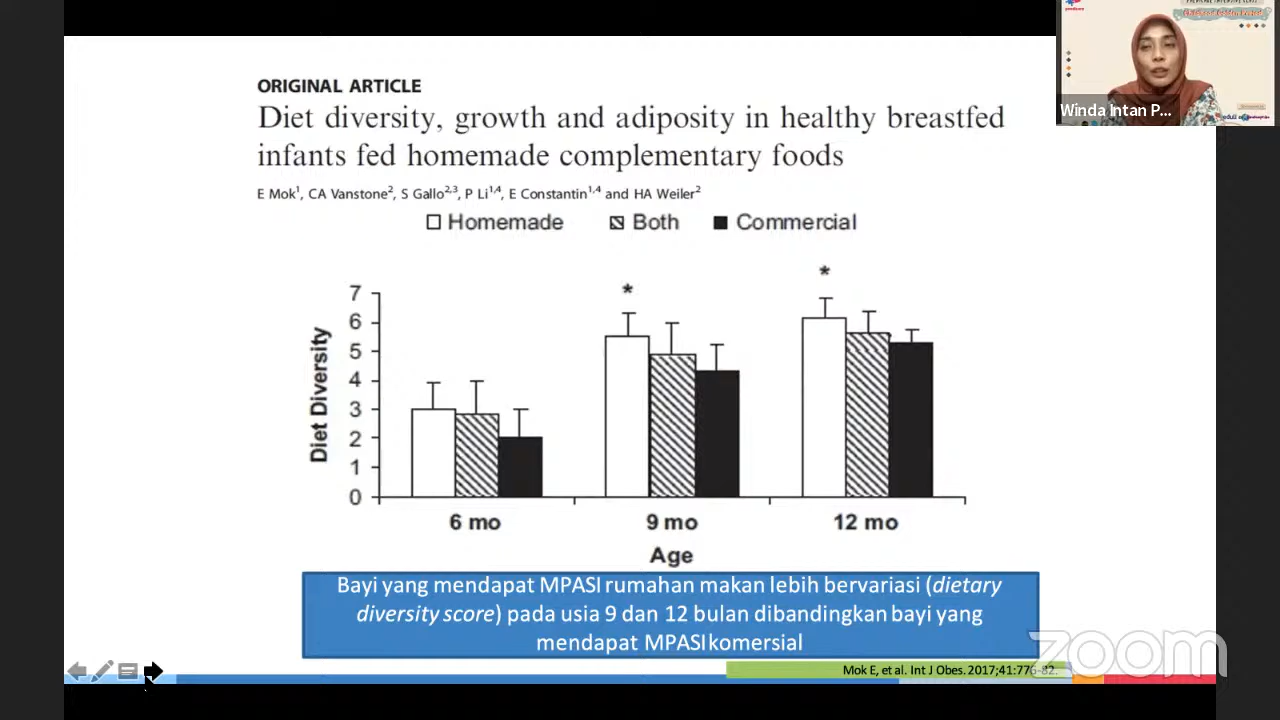 ORIGINAL ARTICLE
Diet diversity, growth and adiposity in healthy breastfed
infants fed homemade complementary foods
E Mok1, CA Vanstone2, S Gallo2,3, P Li1,4, E Constantin1,4 and HA Weiler2
Homemade Both Commercial
* *
7
6
5
4
3
2
1
0
Diet Diversity
6 mo 9 mo 12 mo
Age
Bayi yang mendapat MPASI rumahan makan lebih bervariasi (dietary
diversity score) pada usia 9 dan 12 bulan dibandingkan bayi yang
mendapat MPASI komersial
Mok E, et al. Int J Obes. 2017;41:776-82.
zoom
Winda Intan P...